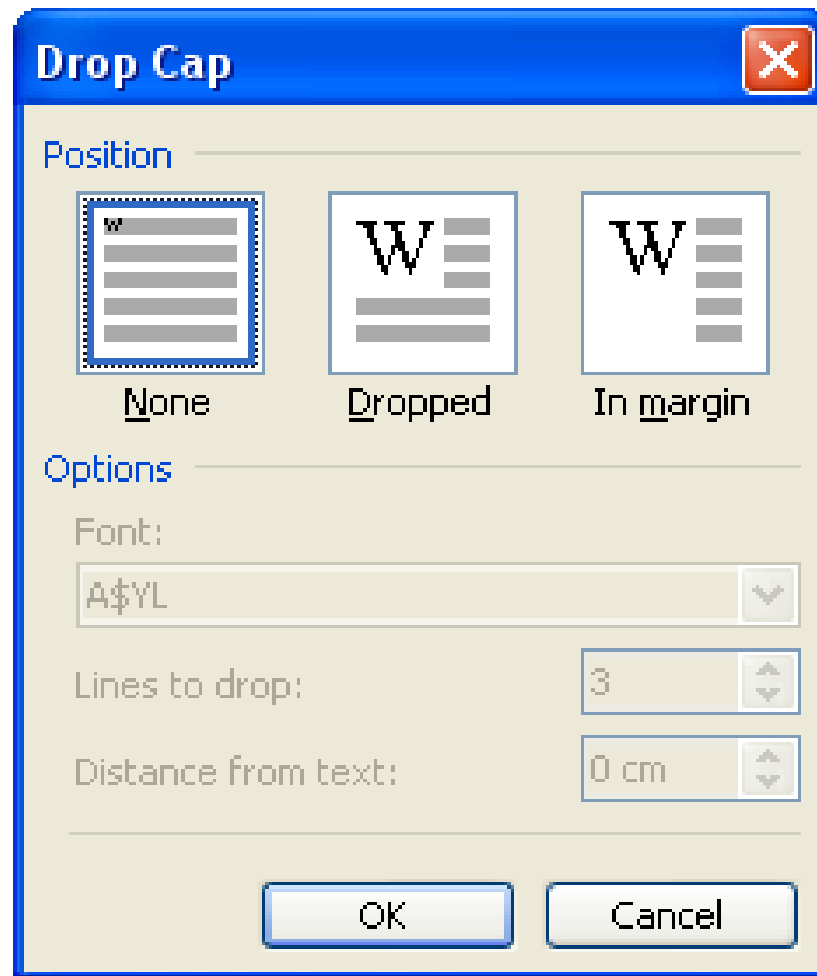 Drop Cap
Position
W W W
None Dropped In margin
Options
Font:
A$YL
Lines to drop: 3
Distance from text: 0 cm
OK Cancel